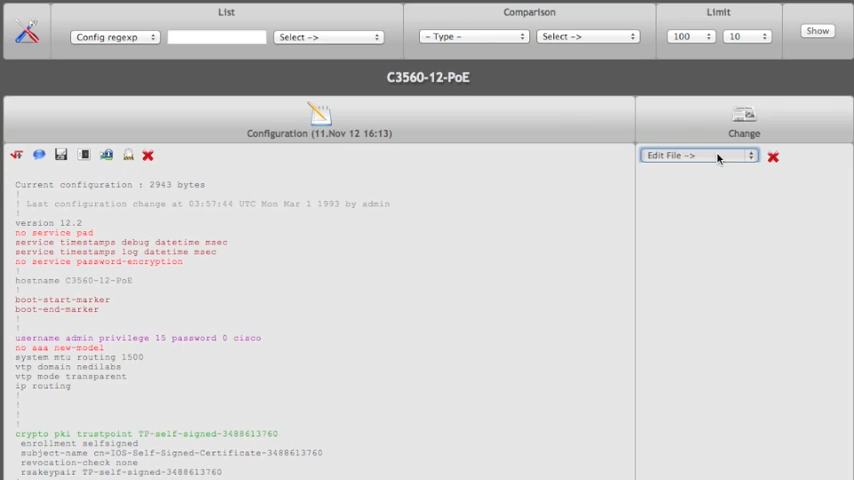 List
Comparison
Limit
Config regexp
Select ->
- Type -
Select ->
100
10
Show
C3560-12-PoE
Configuration (11.Nov 12 16:13)
Change
Edit File ->
Current configuration : 2943 bytes
!
! Last configuration change at 03:57:44 UTC Mon Mar 1 1993 by admin
!
version 12.2
no service pad
service timestamps debug datetime msec
service timestamps log datetime msec
no service password-encryption
!
hostname C3560-12-PoE
!
boot-start-marker
boot-end-marker
!
!
username admin privilege 15 password 0 cisco
no aaa new-model
system mtu routing 1500
vtp domain nedilabs
vtp mode transparent
ip routing
!
!
!
!
crypto pki trustpoint TP-self-signed-3488613760
enrollment selfsigned
subject-name cn=IOS-Self-Signed-Certificate-3488613760
revocation-check none
rsakeypair TP-self-signed-3488613760